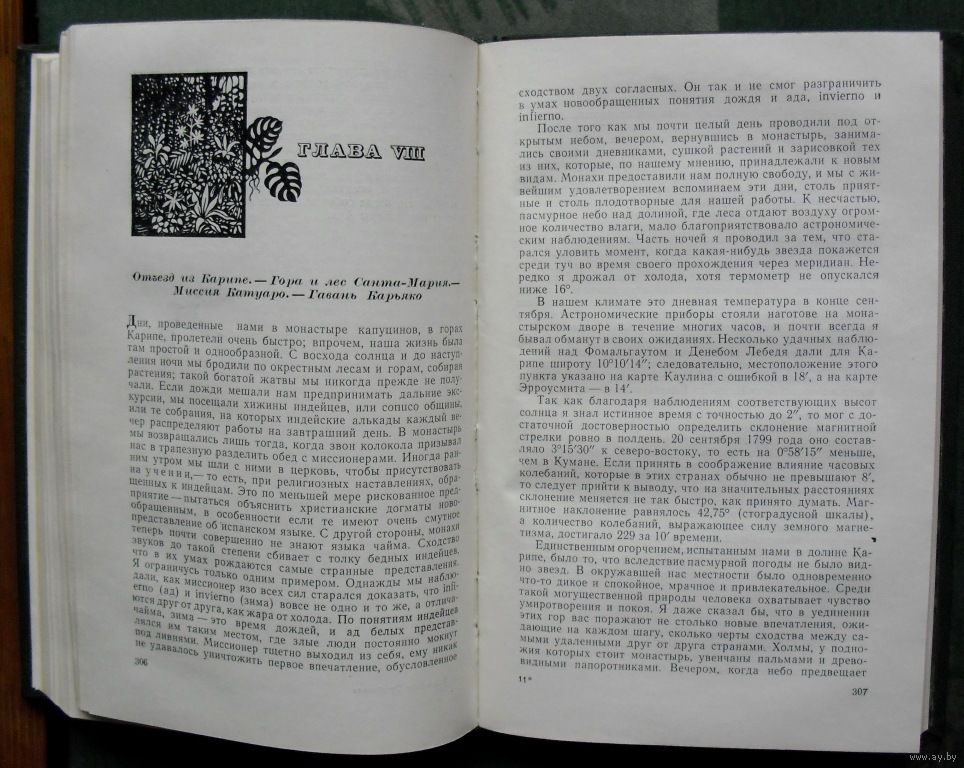 ГЛАВА VIII
Отъезд из Карипе. — Гора и лес Санта-Мария. —
Миссия Катуаро. — Гавань Карьяко
Дни, проведенные нами в монастыре капуцинов, в горах
Карипе, пролетели очень быстро; впрочем, наша жизнь была
там простой и однообразной. С восхода солнца и до наступ-
ления ночи мы бродили по окрестным лесам и горам, собирая
растения; такой богатой жатвы мы никогда прежде не полу-
чали. Если дожди мешали нам предпринимать дальние экс-
курсии, мы посещали хижины индейцев, или conuco общины,
или те собрания, на которых индейские алькады каждый ве-
чер распределяют работы на завтрашний день. В монастырь
мы возвращались лишь тогда, когда звон колокола призывал
нас в трапезную разделить обед с миссионерами. Иногда ран-
ним утром мы шли с ними в церковь, чтобы присутствовать
на учении,— то есть, при религиозных наставлениях, обра-
щенных к индейцам. Это по меньшей мере рискованное пред-
приятие — пытаться объяснить христианские догматы ново-
обращенным, в особенности если те имеют очень смутное
представление об испанском языке. С другой стороны, монахи
теперь почти совершенно не знают языка чайма. Сходство
звуков до такой степени сбивает с толку бедных индейцев,
что в их умах рождаются самые странные представления.
Я ограничусь только одним примером. Однажды мы наблю-
дали, как миссионер изо всех сил старался доказать, что infi-
erno (ад) и invierno (зима) вовсе не одно и то же, а отлича-
ются друг от друга, как жара от холода. По понятиям индейцев
чайма, зима — это время дождей, и ад белых представ-
лялся им таким местом, где злые люди постоянно мокнут
под ливнями. Миссионер тщетно выходил из себя, ему никак
не удавалось уничтожить первое впечатление, обусловленное
306
сходством двух согласных. Он так и не смог разграничить
в умах новообращенных понятия дождя и ада, invierno и
infierno.
После того как мы почти целый день проводили под от-
крытым небом, вечером, вернувшись в монастырь, занима-
лись своими дневниками, сушкой растений и зарисовкой тех
из них, которые, по нашему мнению, принадлежали к новым
видам. Монахи предоставили нам полную свободу, и мы с жи-
вейшим удовлетворением вспоминаем эти дни, столь прият-
ные и столь плодотворные для нашей работы. К несчастью,
пасмурное небо над долиной, где леса отдают воздуху огром-
ное количество влаги, мало благоприятствовало астрономиче-
ским наблюдениям. Часть ночей я проводил за тем, что ста-
рался уловить момент, когда какая-нибудь звезда покажется
среди туч во время своего прохождения через меридиан. Не-
редко я дрожал от холода, хотя термометр не опускался
ниже 16°.
В нашем климате это дневная температура в конце сен-
тября. Астрономические приборы стояли наготове на мона-
стырском дворе в течение многих часов, и почти всегда я
бывал обманут в своих ожиданиях. Несколько удачных наблю-
дений над Фомальгаутом и Денебом Лебедя дали для Ка-
рипе широту 10°10′14″; следовательно, местоположение этого
пункта указано на карте Каулина с ошибкой в 18′, а на карте
Эрроусмита — в 14′.
Так как благодаря наблюдениям соответствующих высот
солнца я знал истинное время с точностью до 2″, то мог с до-
статочной достоверностью определить склонение магнитной
стрелки ровно в полдень. 20 сентября 1799 года оно состав-
ляло 3°15′30″ к северо-востоку, то есть на 0°58′15″ меньше,
чем в Кумане. Если принять в соображение влияние часовых
колебаний, которые в этих странах обычно не превышают 8′,
то следует прийти к выводу, что на значительных расстояниях
склонение меняется не так быстро, как принято думать. Маг-
нитное наклонение равнялось 42,75° (стоградусной шкалы),
а количество колебаний, выражающее силу земного магне-
тизма, достигало 229 за 10′ времени.
Единственным огорчением, испытанным нами в долине Ка-
рипе, было то, что вследствие пасмурной погоды не было вид-
но звезд. В окружавшей нас местности было одновременно
что-то дикое и спокойное, мрачное и привлекательное. Среди
такой могущественной природы человека охватывает чувство
умиротворения и покоя. Я даже сказал бы, что в уединении
этих гор вас поражают не столько новые впечатления, ожи-
дающие на каждом шагу, сколько черты сходства между са-
мыми удаленными друг от друга странами. Холмы, у подно-
жия которых стоит монастырь, увенчаны пальмами и древо-
видными папоротниками. Вечером, когда небо предвещает
11*
307
www.ay.by